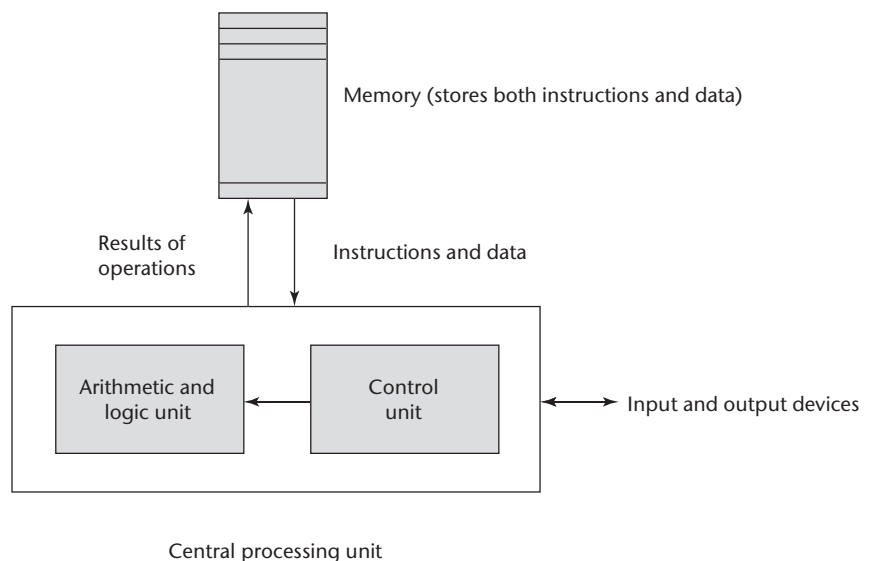 Memory (stores both instructions and data)
Results of
operations
Instructions and data
Arithmetic and
logic unit
Control
unit
Input and output devices
Central processing unit